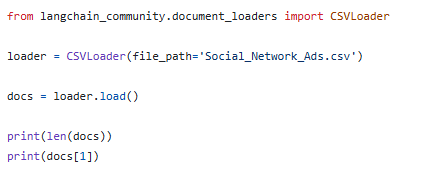 from langchain_community.document_loaders import CSVLoader
loader = CSVLoader(file_path='Social_Network_Ads.csv')
docs = loader.load()
print(len(docs))
print(docs[1])